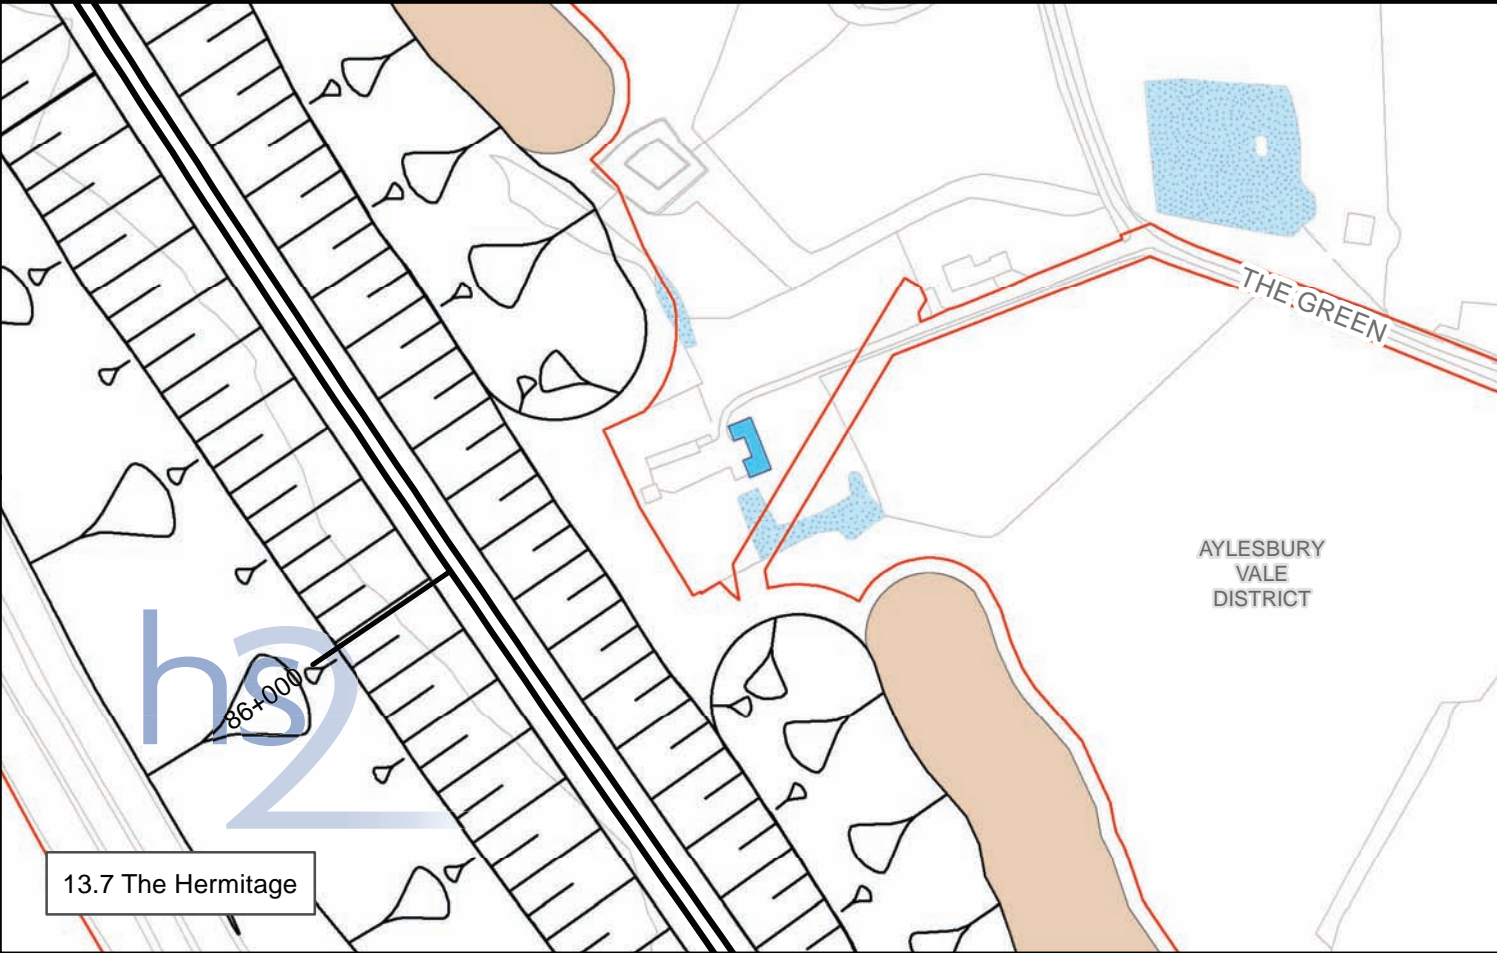 THE GREEN
AYLESBURY
VALE
DISTRICT
hs2
86+000
13.7 The Hermitage